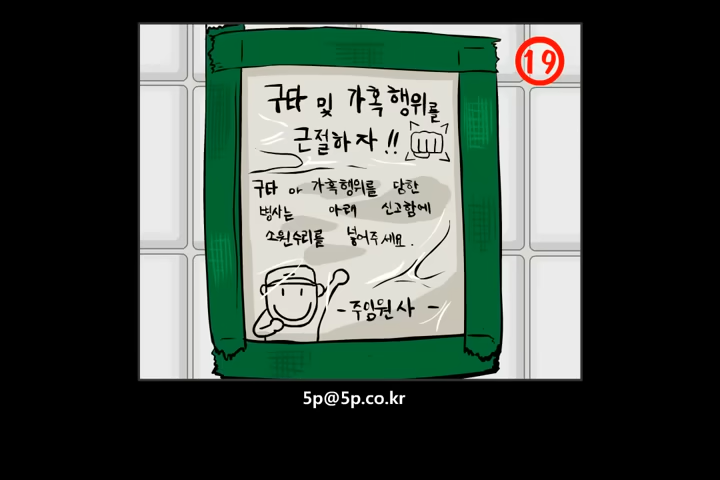 19
구타 및 가혹행위를
근절하자 !!
구타 나 가혹행위를 당한
병사는 아래 신고함에
소원수리를 넣어주세요.
- 주임원사 -
5p@5p.co.kr